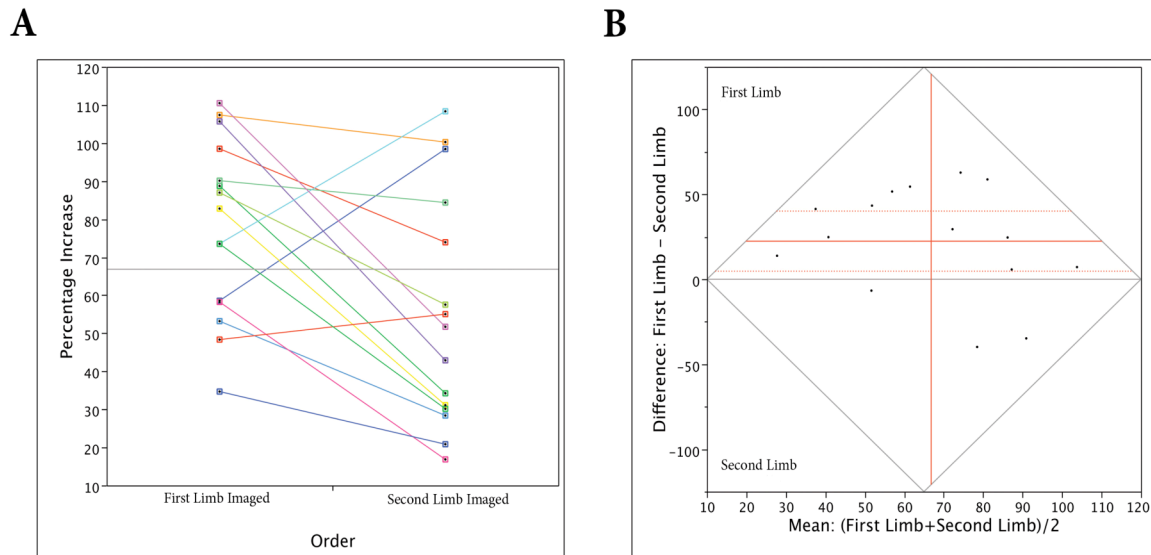 A
120
110
100
90
80
70
60
50
40
30
20
10
Percentage Increase
First Limb Imaged
Second Limb Imaged
Order
B
First Limb
100
50
0
-50
-100
Difference: First Limb – Second Limb
Second Limb
10 20 30 40 50 60 70 80 90 100 110 120
Mean: (First Limb+Second Limb)/2